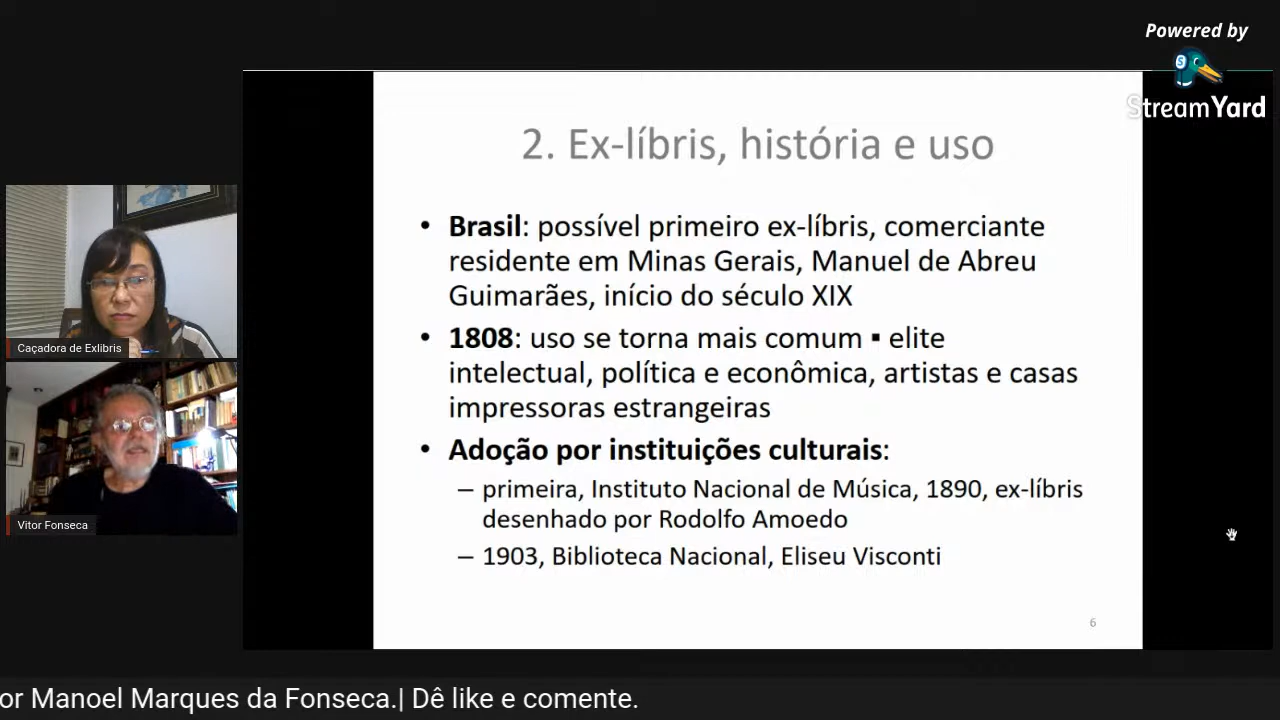 Powered by
StreamYard
2. Ex-líbris, história e uso
• Brasil: possível primeiro ex-líbris, comerciante
residente em Minas Gerais, Manuel de Abreu
Guimarães, início do século XIX
• 1808: uso se torna mais comum ▪ elite
intelectual, política e econômica, artistas e casas
impressoras estrangeiras
• Adoção por instituições culturais:
– primeira, Instituto Nacional de Música, 1890, ex-líbris
desenhado por Rodolfo Amoedo
– 1903, Biblioteca Nacional, Eliseu Visconti
6
Caçadora de Exlibris
Vitor Fonseca
or Manoel Marques da Fonseca.| Dê like e comente.